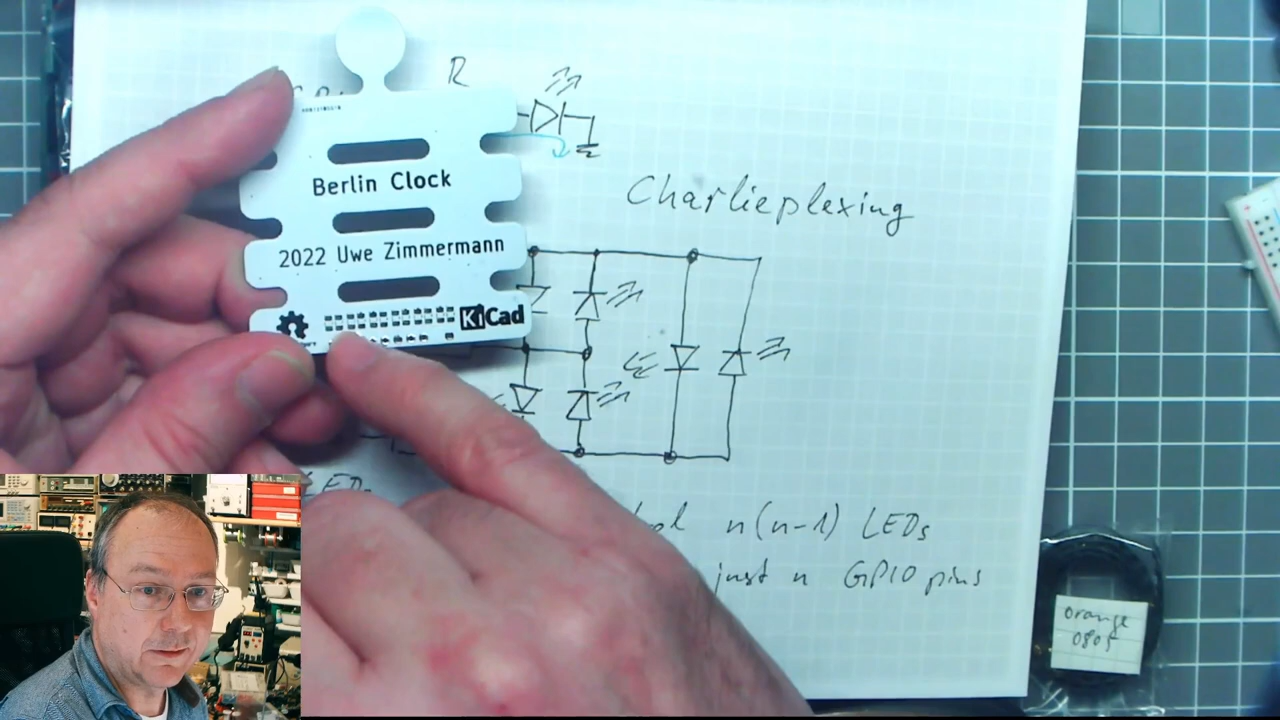 R
Charlieplexing
Berlin Clock
2022 Uwe Zimmermann
KiCad
n(n-1) LEDs
just n GPIO pins
Orange
0805